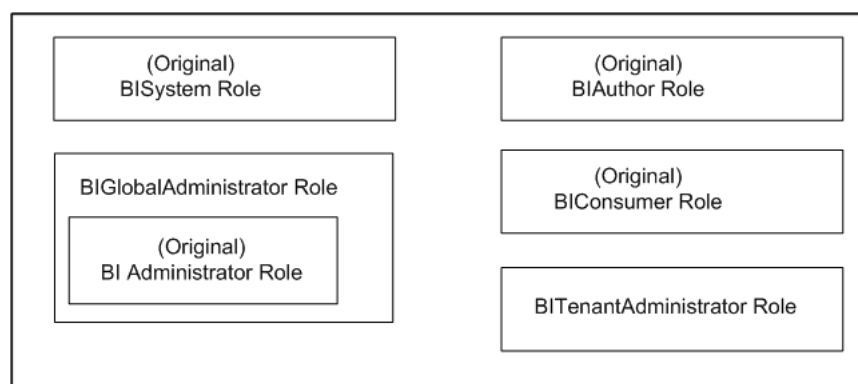 (Original)
BISystem Role
BIGlobalAdministrator Role
(Original)
BI Administrator Role
(Original)
BIAuthor Role
(Original)
BIConsumer Role
BITenantAdministrator Role